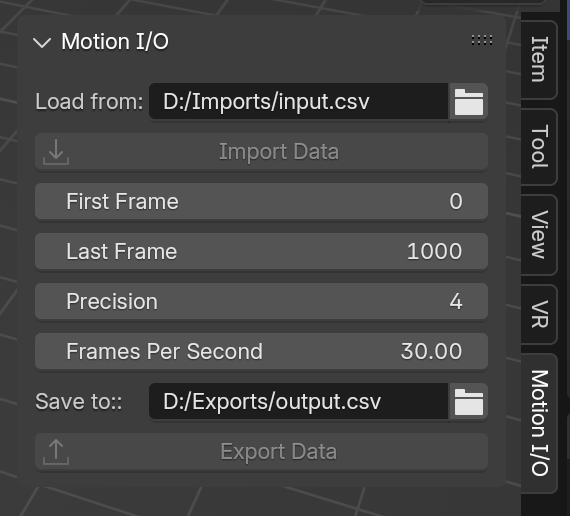 Motion I/O
Load from: D:/Imports/input.csv
Import Data
First Frame 0
Last Frame 1000
Precision 4
Frames Per Second 30.00
Save to:: D:/Exports/output.csv
Export Data
Item
Tool
View
VR
Motion I/O